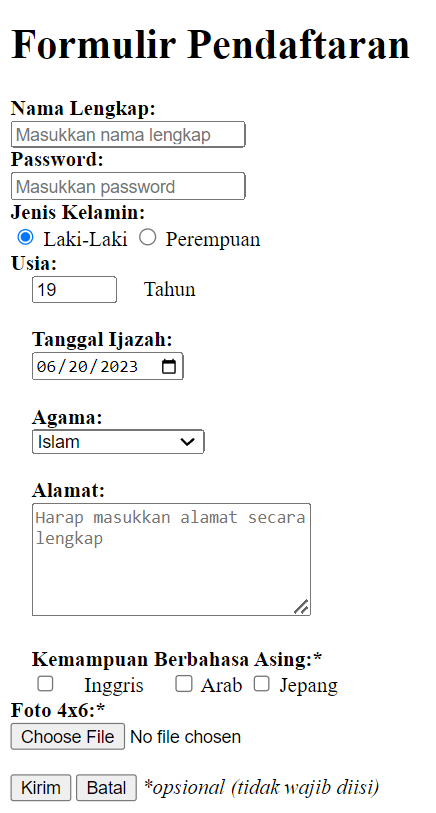 Formulir Pendaftaran
Nama Lengkap:
Masukkan nama lengkap
Password:
Masukkan password
Jenis Kelamin:
Laki-Laki Perempuan
Usia:
19 Tahun
Tanggal Ijazah:
06/20/2023
Agama:
Islam
Alamat:
Harap masukkan alamat secara
lengkap
Kemampuan Berbahasa Asing:*
Inggris Arab Jepang
Foto 4x6:*
Choose File No file chosen
Kirim Batal *opsional (tidak wajib diisi)